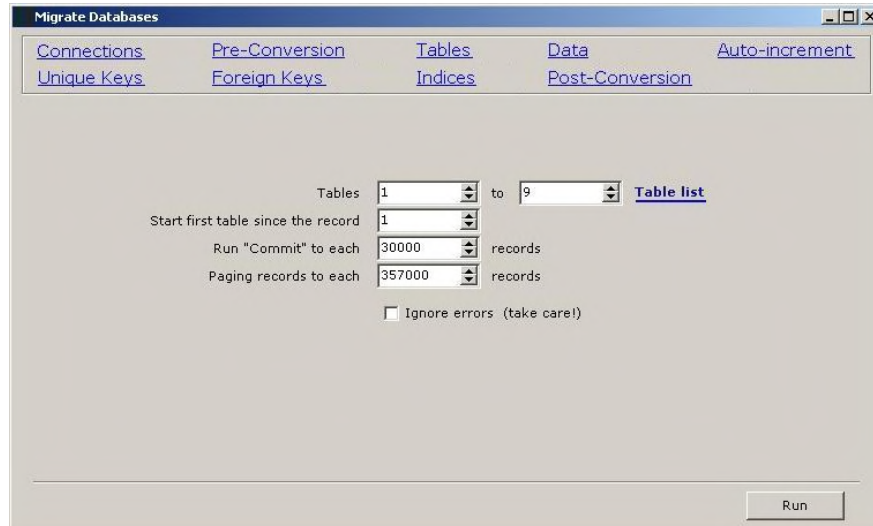 Migrate Databases
Connections Pre-Conversion Tables Data Auto-increment
Unique Keys Foreign Keys Indices Post-Conversion
Tables 1 to 9 Table list
Start first table since the record 1
Run "Commit" to each 30000 records
Paging records to each 357000 records
Ignore errors (take care!)
Run